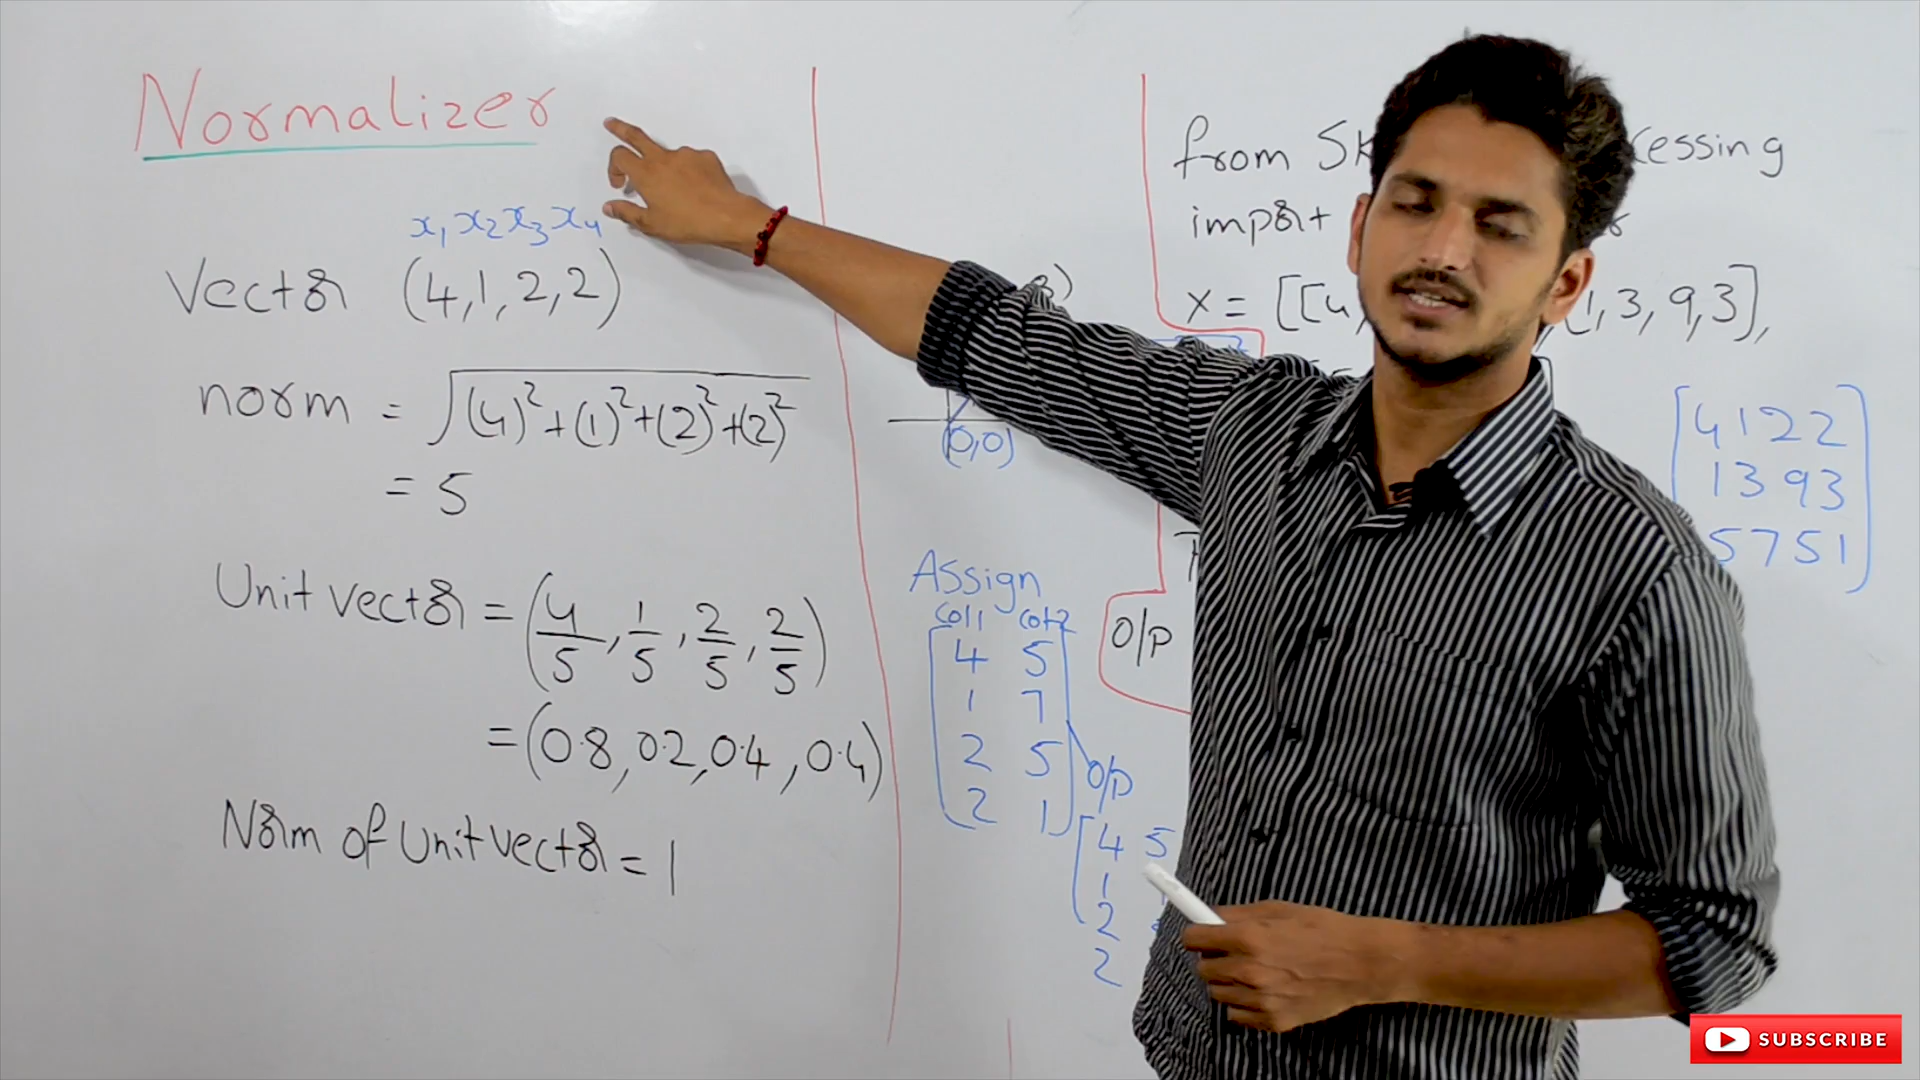 Normalizer
x1 x2 x3 x4
Vector (4,1,2,2)
norm = √(4)²+(1)²+(2)²+(2)²
= 5
Unit vector = (4/5, 1/5, 2/5, 2/5)
= (0.8, 0.2, 0.4, 0.4)
Norm of Unit vector = 1
(0,0)
Assign
Col1 Col2
4 5
1 7
2 5
2 1
O/P
4 5
1
2
2
from
import
X = [[4, 1, 3, 9, 3],
4 1 2 2
1 3 9 3
5 7 5 1
O/P
SUBSCRIBE